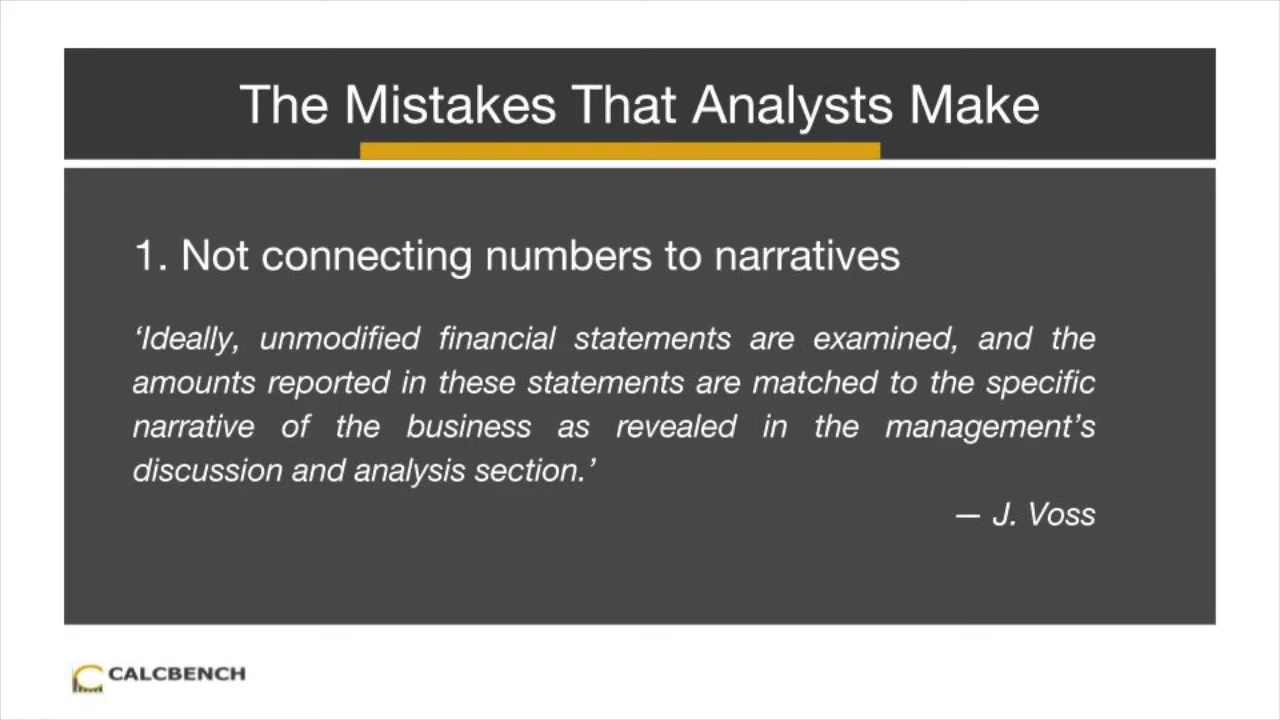 The Mistakes That Analysts Make
1. Not connecting numbers to narratives
‘Ideally, unmodified financial statements are examined, and the
amounts reported in these statements are matched to the specific
narrative of the business as revealed in the management’s
discussion and analysis section.’
— J. Voss
CALCBENCH